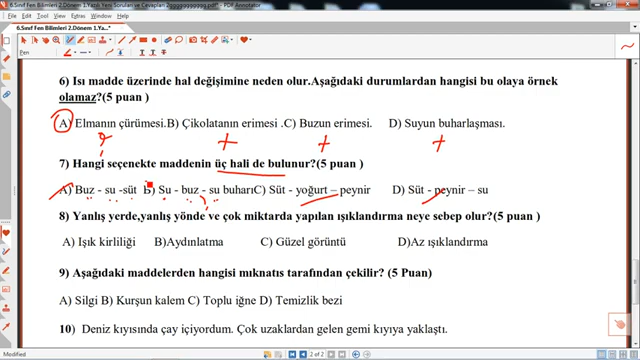 6.Sınıf Fen Bilimleri 2.Dönem 1.Yazılı Soruları ve Cevapları 2ggggggggggj.pdf* - PDF Annotator
File Edit View Insert Tool Window Help
6.Sınıf Fen Bilimleri 2.Dönem 1.Ya...*
Pen
6) Isı madde üzerinde hal değişimine neden olur.Aşağıdaki durumlardan hangisi bu olaya örnek
olamaz?(5 puan )
A) Elmanın çürümesi.B) Çikolatanın erimesi .C) Buzun erimesi. D) Suyun buharlaşması.
7) Hangi seçenekte maddenin üç hali de bulunur?(5 puan )
A) Buz - su -süt B) Su - buz - su buharıC) Süt - yoğurt – peynir D) Süt - peynir – su
8) Yanlış yerde,yanlış yönde ve çok miktarda yapılan ışıklandırma neye sebep olur?(5 puan )
A) Işık kirliliği B)Aydınlatma C) Güzel görüntü D)Az ışıklandırma
9) Aşağıdaki maddelerden hangisi mıknatıs tarafından çekilir? (5 Puan)
A) Silgi B) Kurşun kalem C) Toplu iğne D) Temizlik bezi
10) Deniz kıyısında çay içiyordum. Çok uzaklardan gelen gemi kıyıya yaklaştı.
Modified
2 of 2